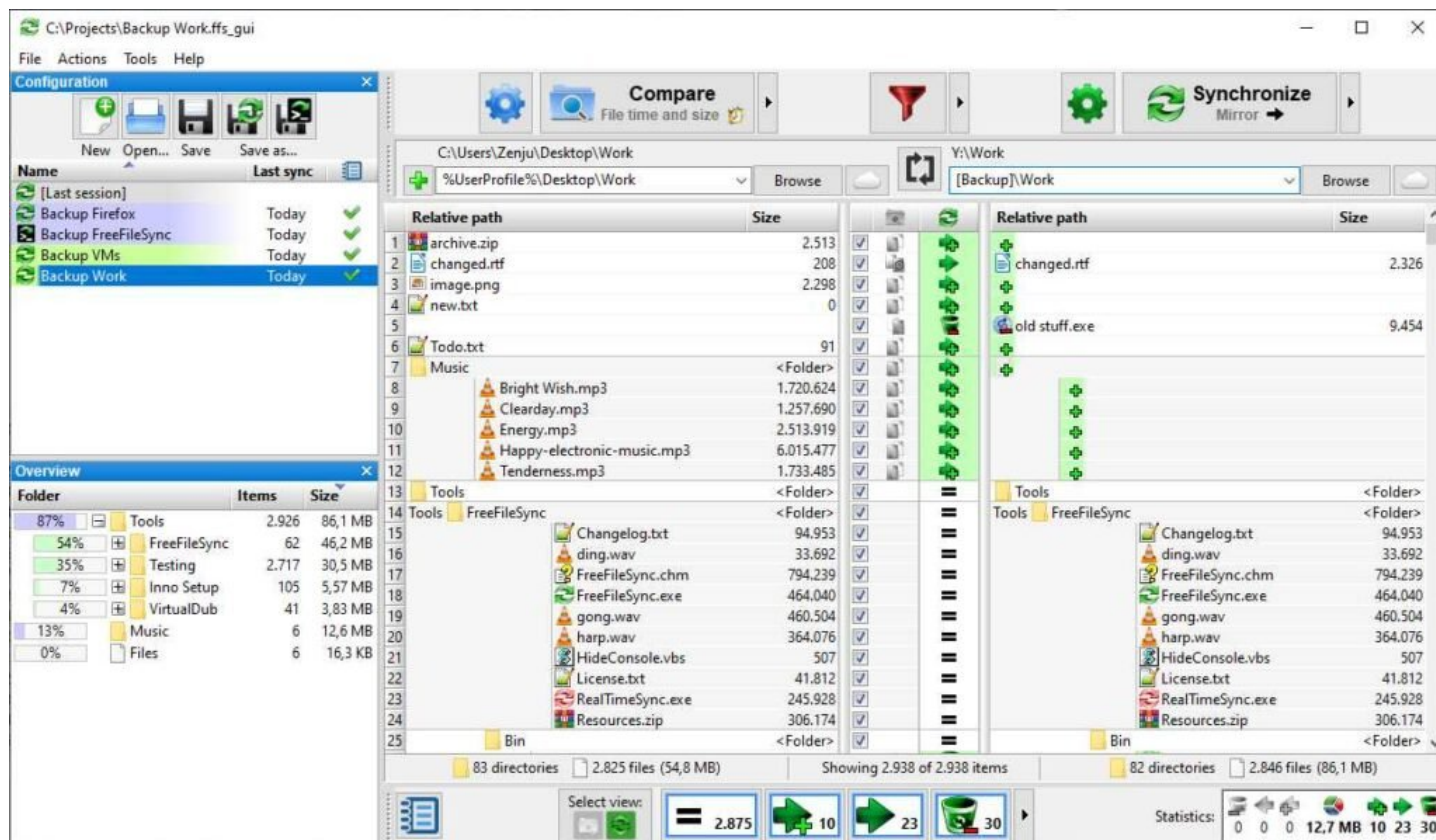 C:\Projects\Backup Work.ffs_gui
File Actions Tools Help
Configuration
New Open... Save Save as...
Name Last sync
[Last session]
Backup Firefox Today
Backup FreeFileSync Today
Backup VMs Today
Backup Work Today
Overview
Folder Items Size
87% Tools 2.926 86,1 MB
54% FreeFileSync 62 46,2 MB
35% Testing 2.717 30,5 MB
7% Inno Setup 105 5,57 MB
4% VirtualDub 41 3,83 MB
13% Music 6 12,6 MB
0% Files 6 16,3 KB
Compare
File time and size
Synchronize
Mirror
C:\Users\Zenju\Desktop\Work Y:\Work
%UserProfile%\Desktop\Work Browse [Backup]\Work Browse
Relative path Size Relative path Size
1 archive.zip 2.513
2 changed.rtf 208 changed.rtf 2.326
3 image.png 2.298
4 new.txt 0
5 old stuff.exe 9.454
6 Todo.txt 91
7 Music <Folder>
8 Bright Wish.mp3 1.720.624
9 Clearday.mp3 1.257.690
10 Energy.mp3 2.513.919
11 Happy-electronic-music.mp3 6.015.477
12 Tenderness.mp3 1.733.485
13 Tools <Folder> Tools <Folder>
14 Tools FreeFileSync <Folder> Tools FreeFileSync <Folder>
15 Changelog.txt 94.953 Changelog.txt 94.953
16 ding.wav 33.692 ding.wav 33.692
17 FreeFileSync.chm 794.239 FreeFileSync.chm 794.239
18 FreeFileSync.exe 464.040 FreeFileSync.exe 464.040
19 gong.wav 460.504 gong.wav 460.504
20 harp.wav 364.076 harp.wav 364.076
21 HideConsole.vbs 507 HideConsole.vbs 507
22 License.txt 41.812 License.txt 41.812
23 RealTimeSync.exe 245.928 RealTimeSync.exe 245.928
24 Resources.zip 306.174 Resources.zip 306.174
25 Bin <Folder> Bin <Folder>
83 directories 2.825 files (54,8 MB) Showing 2.938 of 2.938 items 82 directories 2.846 files (86,1 MB)
Select view:
2.875 10 23 30
Statistics: 0 0 0 12,7 MB 10 23 30